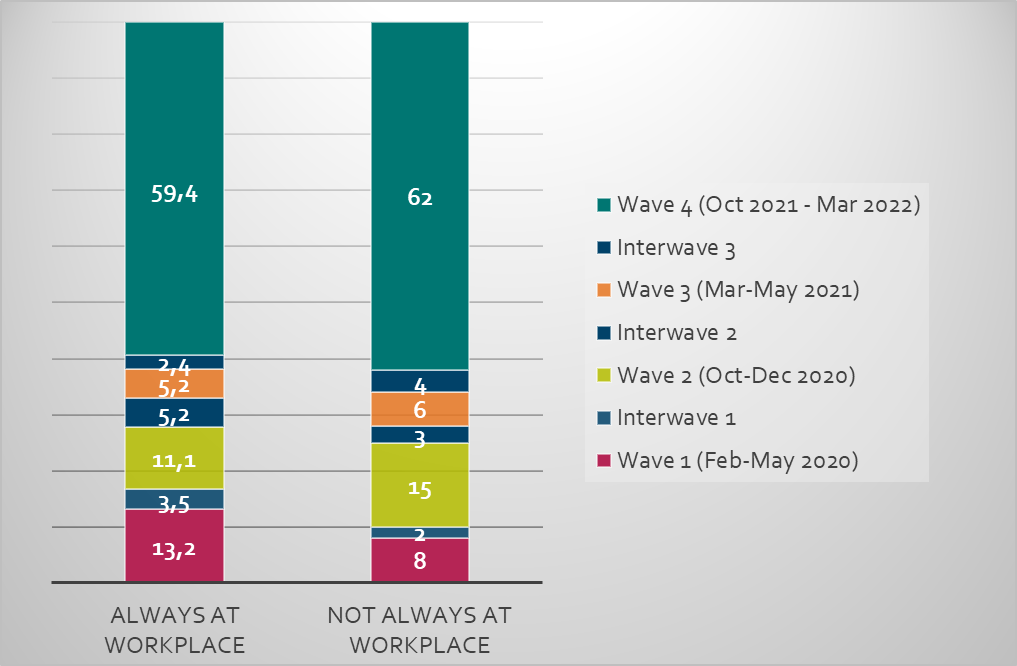 59,4
2,4
5,2
5,2
11,1
3,5
13,2
62
4
6
3
15
2
8
ALWAYS AT
WORKPLACE
NOT ALWAYS AT
WORKPLACE
Wave 4 (Oct 2021 - Mar 2022)
Interwave 3
Wave 3 (Mar-May 2021)
Interwave 2
Wave 2 (Oct-Dec 2020)
Interwave 1
Wave 1 (Feb-May 2020)